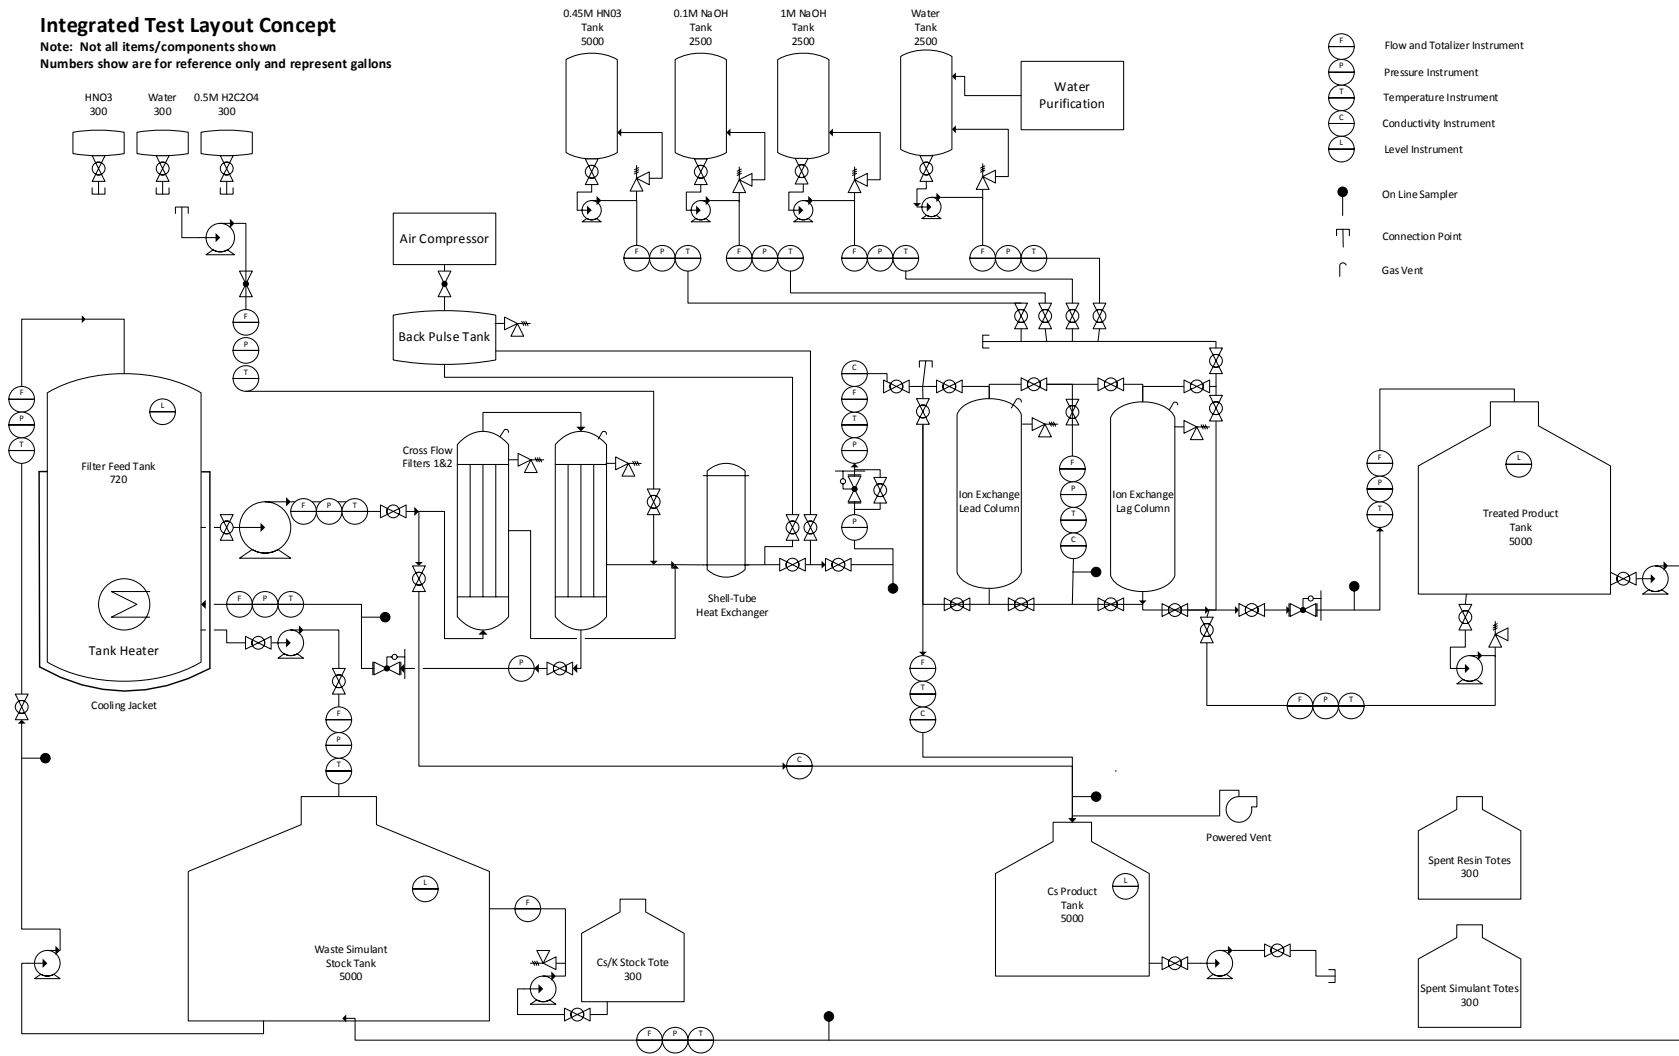 Integrated Test Layout Concept
Note: Not all items/components shown
Numbers show are for reference only and represent gallons
HNO3
300
Water
300
0.5M H2C2O4
300
0.45M HN03
Tank
5000
0.1M NaOH
Tank
2500
1M NaOH
Tank
2500
Water
Tank
2500
Water
Purification
F
Flow and Totalizer Instrument
P
Pressure Instrument
T
Temperature Instrument
C
Conductivity Instrument
L
Level Instrument
On Line Sampler
Connection Point
Gas Vent
Air Compressor
Back Pulse Tank
F P T
F P T
F P T
F P T
F
P
T
F
P
T
L
Filter Feed Tank
720
Tank Heater
Cooling Jacket
F P T
F P T
Cross Flow
Filters 1&2
P
Shell-Tube
Heat Exchanger
C
F
T
P
P
Ion Exchange
Lead Column
F
P
T
C
Ion Exchange
Lag Column
F
P
T
L
Treated Product
Tank
5000
F P T
F
T
C
F
P
T
C
L
Waste Simulant
Stock Tank
5000
F
Cs/K Stock Tote
300
F P T
Powered Vent
L
Cs Product
Tank
5000
Spent Resin Totes
300
Spent Simulant Totes
300